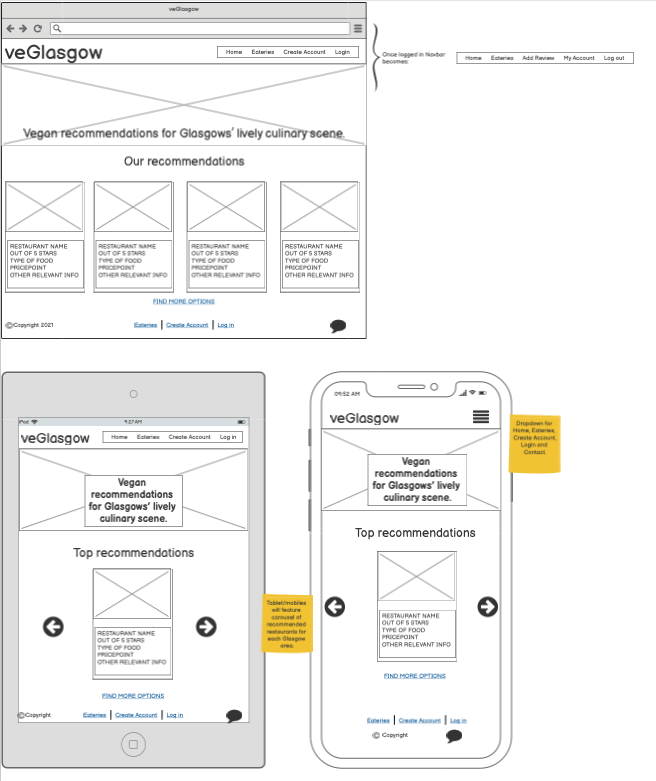 veGlasgow
veGlasgow
Home Eateries Create Account Login
Once logged in Navbar
becomes:
Home Eateries Add Review My Account Log out
Vegan recommendations for Glasgows' lively culinary scene.
Our recommendations
RESTAURANT NAME
OUT OF 5 STARS
TYPE OF FOOD
PRICEPOINT
OTHER RELEVANT INFO
RESTAURANT NAME
OUT OF 5 STARS
TYPE OF FOOD
PRICEPOINT
OTHER RELEVANT INFO
RESTAURANT NAME
OUT OF 5 STARS
TYPE OF FOOD
PRICEPOINT
OTHER RELEVANT INFO
RESTAURANT NAME
OUT OF 5 STARS
TYPE OF FOOD
PRICEPOINT
OTHER RELEVANT INFO
FIND MORE OPTIONS
©Copyright 2021
Eateries | Create Account | Log in
iPod 9:27 AM
veGlasgow
Home Eateries Create Account Log in
Vegan
recommendations
for Glasgows' lively
culinary scene.
Top recommendations
RESTAURANT NAME
OUT OF 5 STARS
TYPE OF FOOD
PRICEPOINT
OTHER RELEVANT INFO
FIND MORE OPTIONS
©Copyright
Eateries | Create Account | Log in
Tablet/mobiles
will feature
carousel of
recommended
restaurants for
each Glasgow
area.
09:52 AM
veGlasgow
Dropdown for
Home, Eateries,
Create Account,
Login and
Contact.
Vegan
recommendations
for Glasgows' lively
culinary scene.
Top recommendations
RESTAURANT NAME
OUT OF 5 STARS
TYPE OF FOOD
PRICEPOINT
OTHER RELEVANT INFO
FIND MORE OPTIONS
Eateries | Create Account | Log in
© Copyright